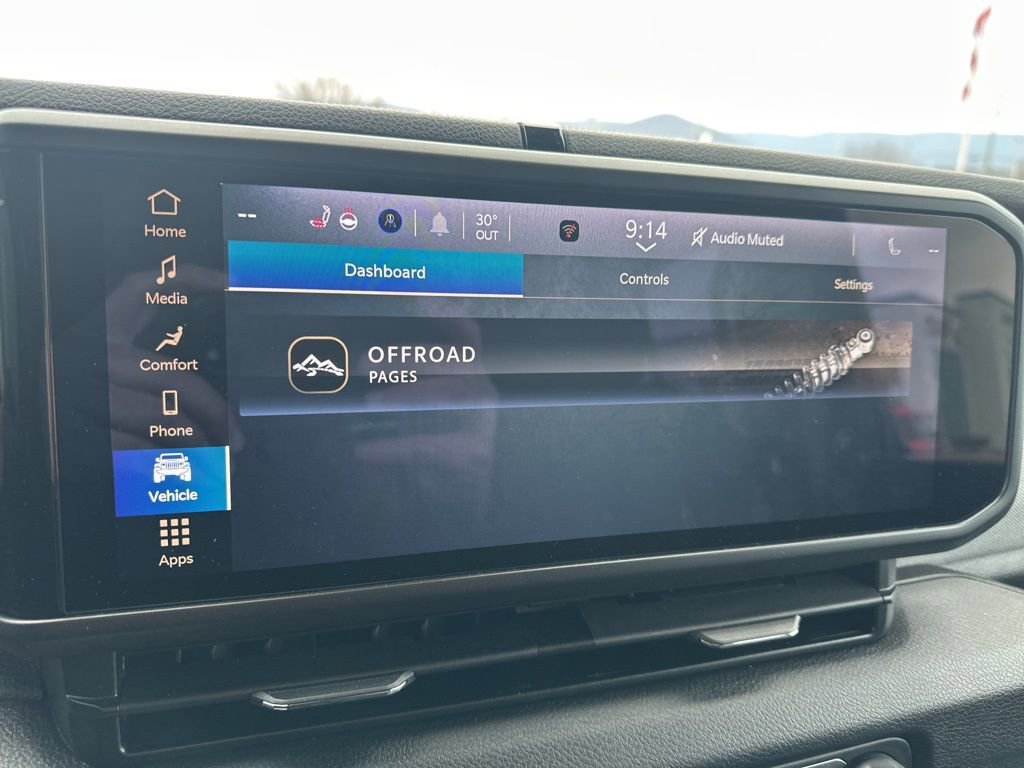 Home
Media
Comfort
Phone
Vehicle
Apps
--
30°
OUT
9:14
Audio Muted
--
Dashboard
Controls
Settings
OFFROAD
PAGES